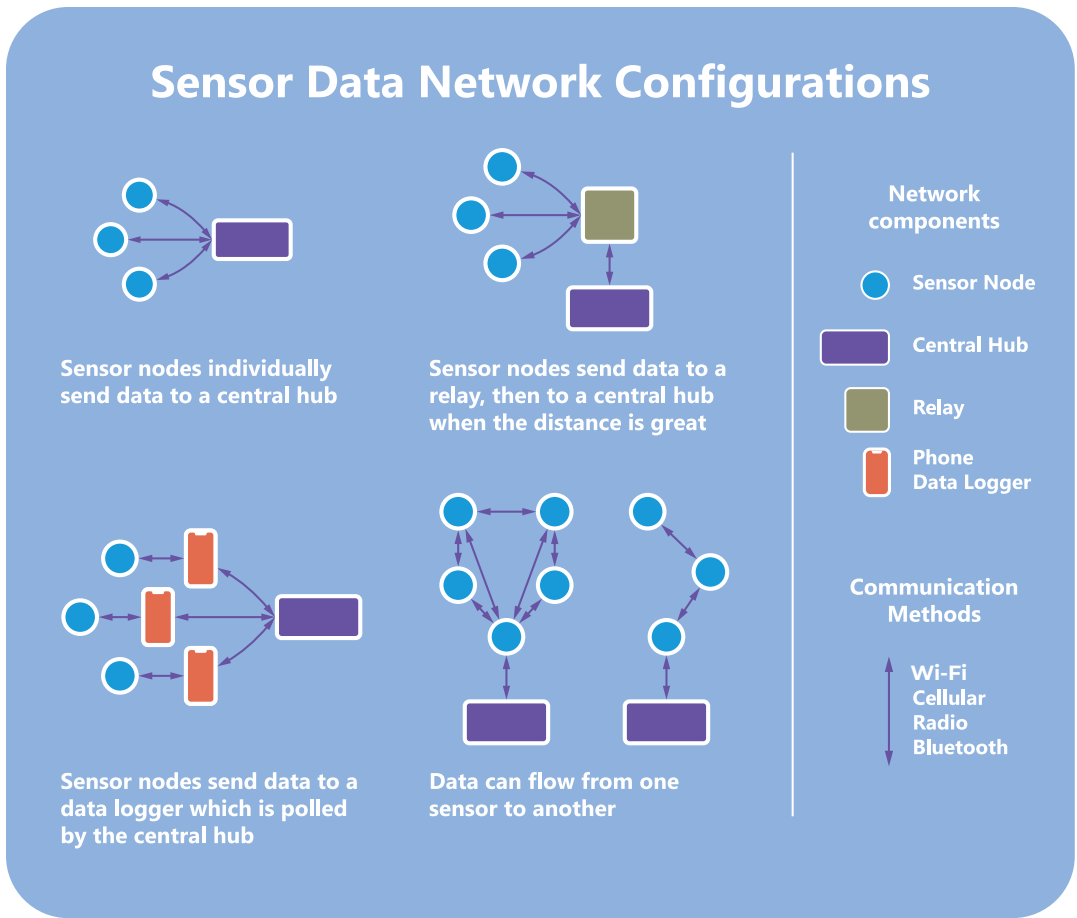 Sensor Data Network Configurations
Sensor nodes individually
send data to a central hub
Sensor nodes send data to a
relay, then to a central hub
when the distance is great
Sensor nodes send data to a
data logger which is polled
by the central hub
Data can flow from one
sensor to another
Network
components
Sensor Node
Central Hub
Relay
Phone
Data Logger
Communication
Methods
Wi-Fi
Cellular
Radio
Bluetooth